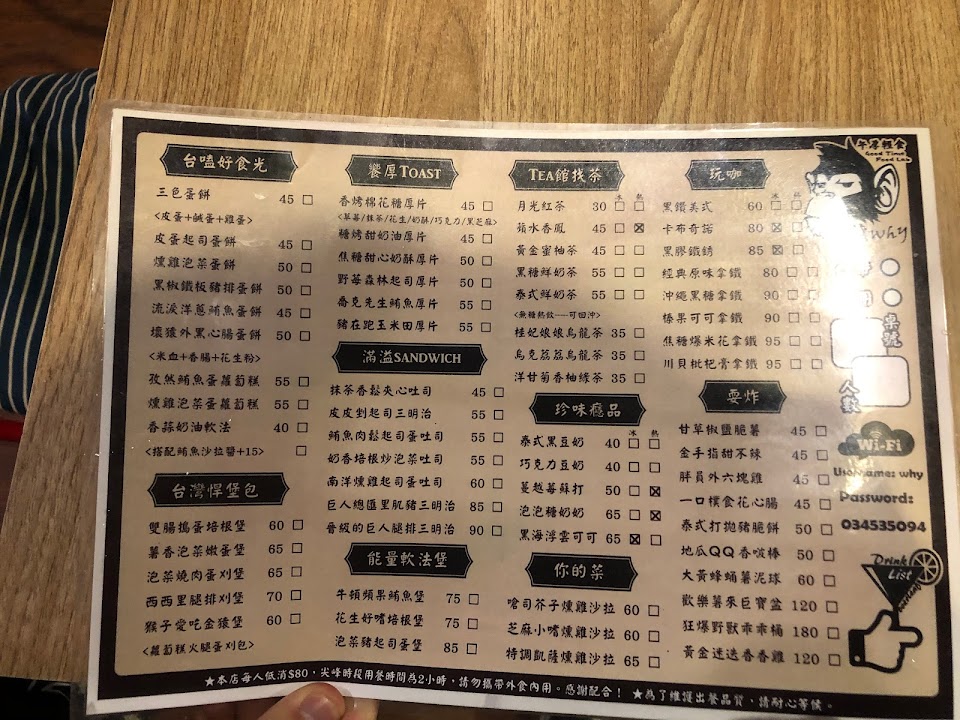 台嗑好食光
三色蛋餅 45 □
<皮蛋+鹹蛋+雞蛋>
皮蛋起司蛋餅 45 □
燻雞泡菜蛋餅 50 □
黑椒鐵板豬排蛋餅 50 □
流淚洋蔥鮪魚蛋餅 45 □
壞猿外黑心腸蛋餅 50 □
<米血+香腸+花生粉>
孜然鮪魚蛋蘿蔔糕 55 □
燻雞泡菜蛋蘿蔔糕 55 □
香蒜奶油軟法 40 □
<搭配鮪魚沙拉醬+15> □
台灣悍堡包
雙腸搗蛋培根堡 60 □
薯香泡菜嫩蛋堡 65 □
泡菜燒肉蛋刈堡 65 □
西西里腿排刈堡 70 □
猴子愛吃金猿堡 60 □
<蘿蔔糕火腿蛋刈包>
饗厚TOAST
香烤棉花糖厚片 45 □
<草莓/抹茶/花生/奶酥/巧克力/黑芝麻>
糖烤甜奶油厚片 45 □
焦糖甜心奶酥厚片 50 □
野莓森林起司厚片 50 □
喬克先生鮪魚厚片 55 □
豬在跎玉米田厚片 55 □
滿溢SANDWICH
抹茶香鬆夾心吐司 45 □
皮皮剉起司三明治 55 □
鮪魚肉鬆起司蛋吐司 55 □
奶香培根炒泡菜吐司 55 □
南洋燻雞起司蛋吐司 60 □
巨人總匯里肌豬三明治 85 □
晉級的巨人腿排三明治 90 □
能量軟法堡
牛頓頻果鮪魚堡 75 □
花生好嗜培根堡 75 □
泡菜豬起司蛋堡 85 □
TEA館找茶
冰 熱
月光紅茶 30 □ □
蘋水香鳳 45 □ ☒
黃金蜜柚茶 45 □ □
黑糖鮮奶茶 55 □ □
泰式鮮奶茶 55 □ □
<無糖熱飲──可回沖>
桂妃娘娘烏龍茶 35 □
烏克荔荔烏龍茶 35 □
洋甘菊香柚綠茶 35 □
珍味癮品
冰 熱
泰式黑豆奶 40 □ □
巧克力豆奶 40 □ □
蔓越莓蘇打 50 □ ☒
泡泡糖奶奶 65 □ ☒
黑海浮雲可可 65 ☒ □
你的菜
嗆司芥子燻雞沙拉 60 □
芝麻小嗜燻雞沙拉 60 □
特調凱薩燻雞沙拉 65 □
玩咖
冰 熱
黑鑽美式 60 □ □
卡布奇諾 80 ☒ □
黑膠鐵銹 85 ☒ □
經典原味拿鐵 80 □ □
沖繩黑糖拿鐵 90 □ □
榛果可可拿鐵 90 □ □
焦糖爆米花拿鐵 95 □ □
川貝枇杷膏拿鐵 95 □ □
耍炸
甘草椒鹽脆薯 45 □
金手指甜不辣 45 □
胖員外六塊雞 45 □
一口樸食花心腸 45 □
泰式打拋豬脆餅 50 □
地瓜QQ香啵棒 50 □
大黃蜂蛹薯泥球 60 □
歡樂薯來巨寶盆 120 □
狂爆野獸乖乖桶 180 □
黃金迷迭香香雞 120 □
午茶輕食
Good Time
Food Lab
why
桌號
人數
Wi-Fi
Username: why
Password:
034535094
Drink
List
★本店每人低消$80，尖峰時段用餐時間為2小時，請勿攜帶外食內用。感謝配合！ ★為了維護出餐品質，請耐心等候。